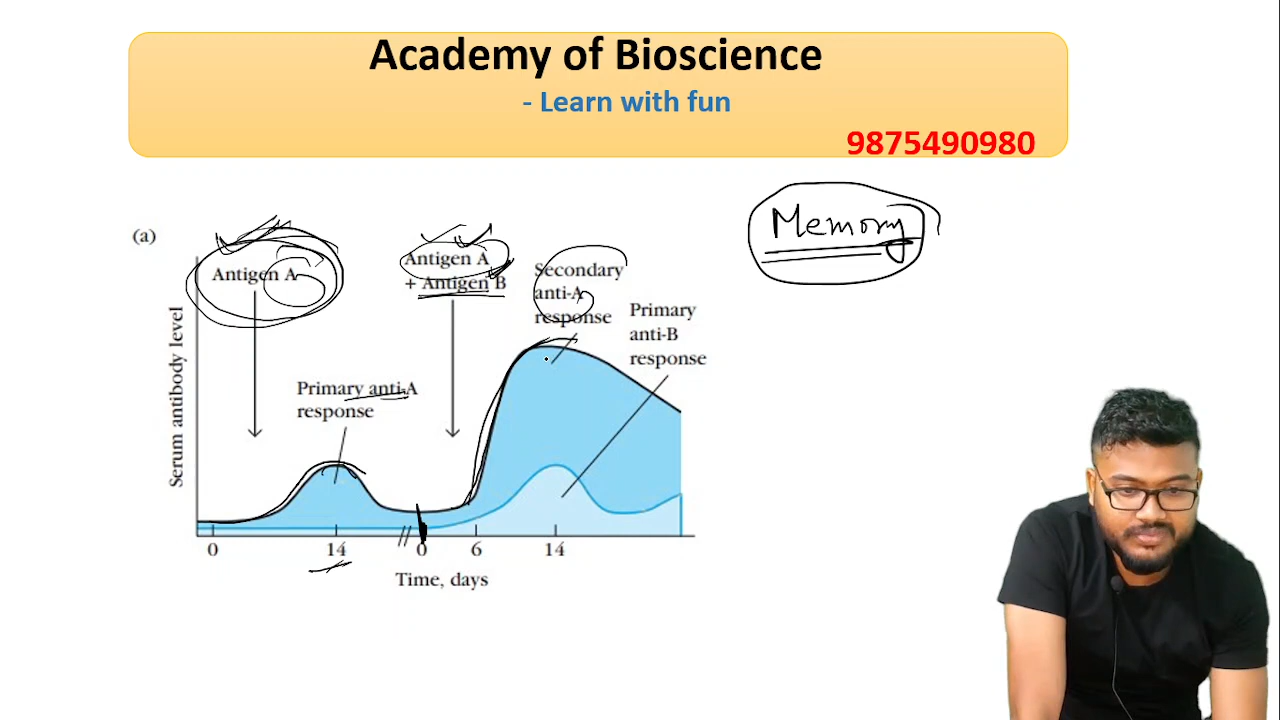 Academy of Bioscience
- Learn with fun
9875490980
Memory
(a)
Antigen A
Antigen A
+ Antigen B
Secondary
anti-A
response
Primary
anti-B
response
Primary anti-A
response
Serum antibody level
0
14
0
6
14
Time, days